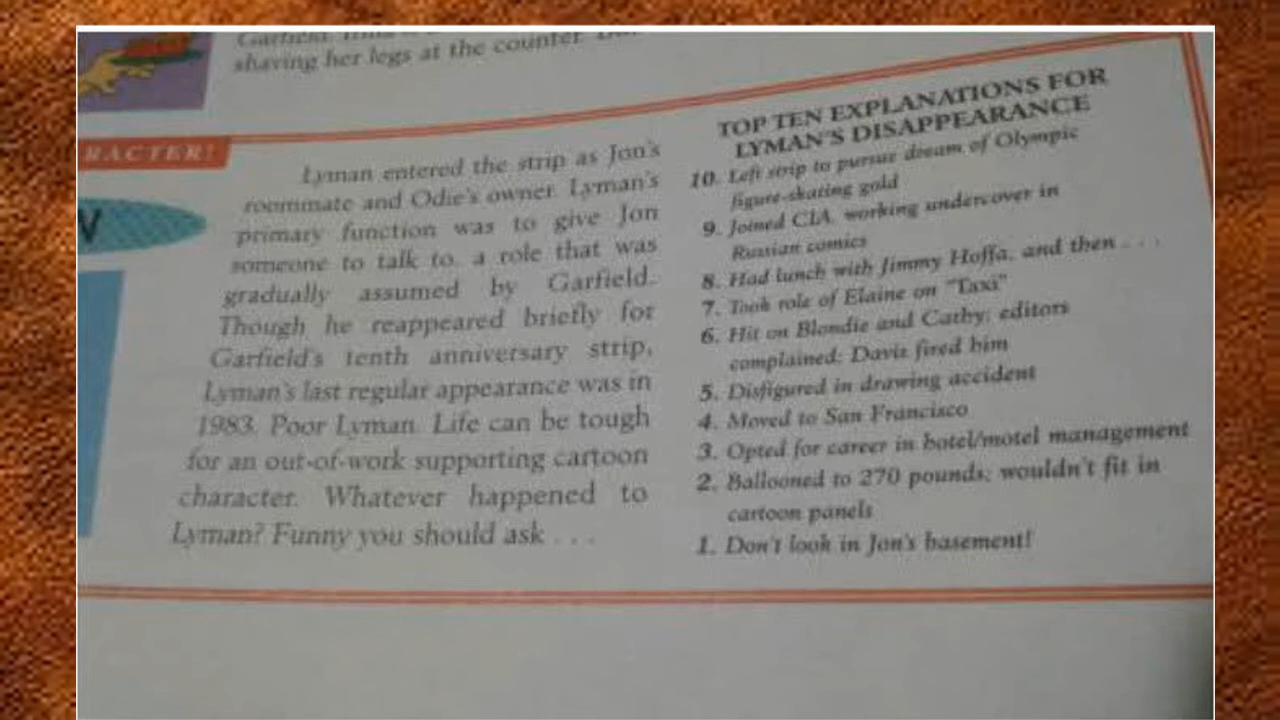 shaving her legs at the counter.
RACTER!
Lyman entered the strip as Jon's
roommate and Odie's owner. Lyman's
primary function was to give Jon
someone to talk to, a role that was
gradually assumed by Garfield.
Though he reappeared briefly for
Garfield's tenth anniversary strip,
Lyman's last regular appearance was in
1983. Poor Lyman. Life can be tough
for an out-of-work supporting cartoon
character. Whatever happened to
Lyman? Funny you should ask . . .
TOP TEN EXPLANATIONS FOR
LYMAN'S DISAPPEARANCE
10. Left strip to pursue dream of Olympic
figure-skating gold
9. Joined CIA, working undercover in
Russian comics
8. Had lunch with Jimmy Hoffa, and then . . .
7. Took role of Elaine on "Taxi"
6. Hit on Blondie and Cathy; editors
complained; Davis fired him
5. Disfigured in drawing accident
4. Moved to San Francisco
3. Opted for career in hotel/motel management
2. Ballooned to 270 pounds; wouldn't fit in
cartoon panels
1. Don't look in Jon's basement!